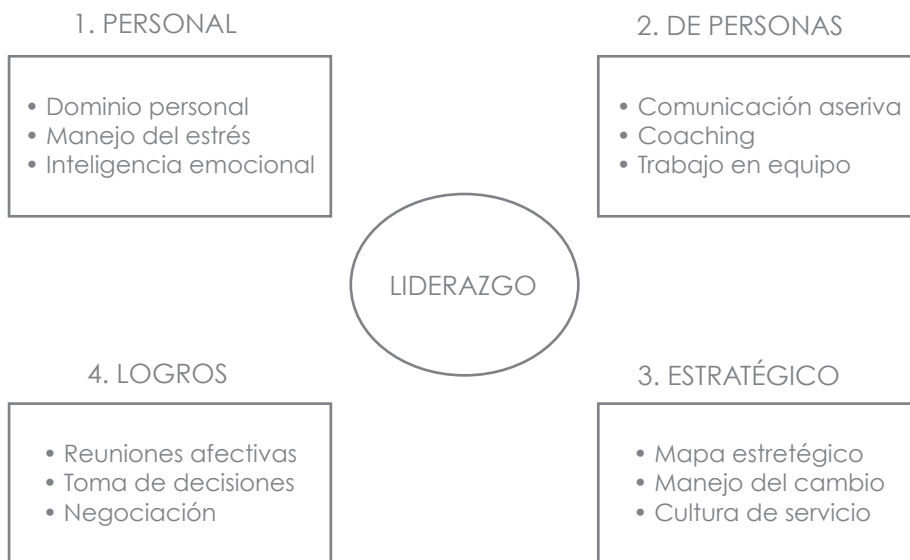 1. PERSONAL
• Dominio personal
• Manejo del estrés
• Inteligencia emocional
2. DE PERSONAS
• Comunicación aseriva
• Coaching
• Trabajo en equipo
LIDERAZGO
4. LOGROS
• Reuniones afectivas
• Toma de decisiones
• Negociación
3. ESTRATÉGICO
• Mapa estretégico
• Manejo del cambio
• Cultura de servicio